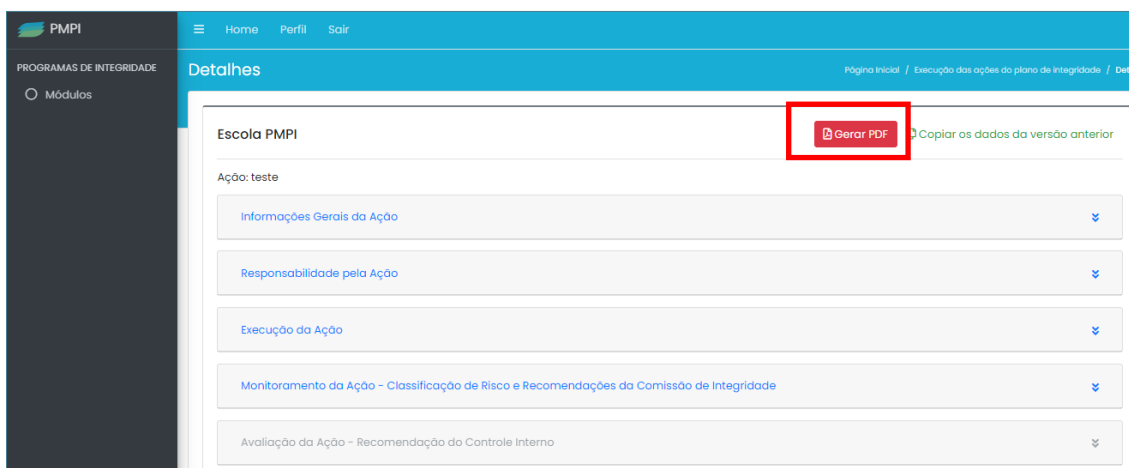 PMPI
Home Perfil Sair
PROGRAMAS DE INTEGRIDADE
Módulos
Detalhes
Página Inicial / Execução das ações do plano de integridade / Det
Escola PMPI
Gerar PDF
Copiar os dados da versão anterior
Ação: teste
Informações Gerais da Ação
Responsabilidade pela Ação
Execução da Ação
Monitoramento da Ação - Classificação de Risco e Recomendações da Comissão de Integridade
Avaliação da Ação - Recomendação do Controle Interno